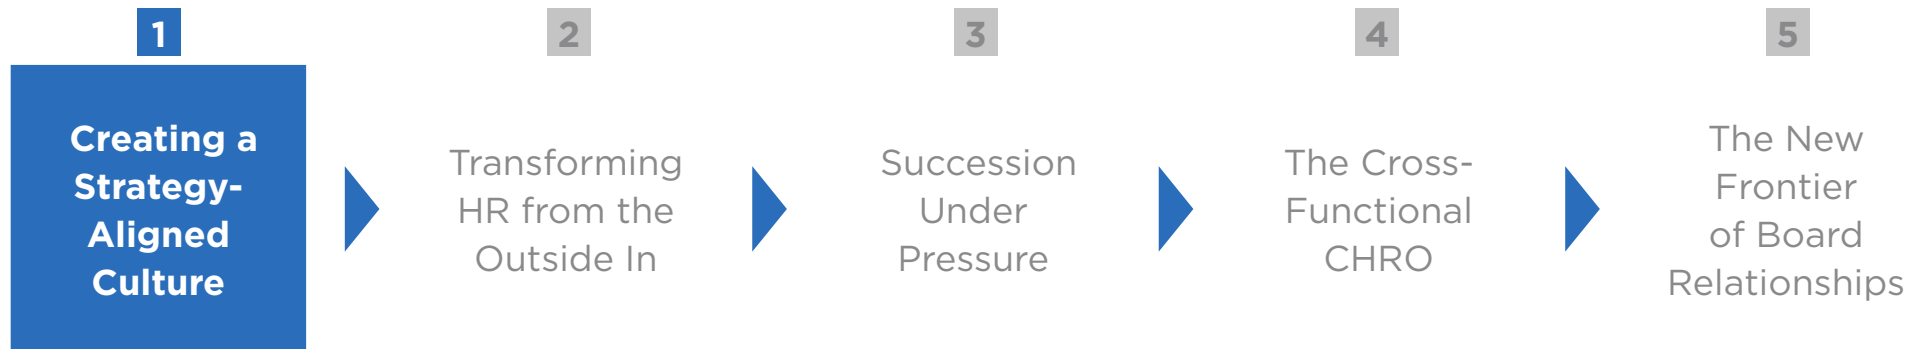 1
Creating a
Strategy-
Aligned
Culture
2
Transforming
HR from the
Outside In
3
Succession
Under
Pressure
4
The Cross-
Functional
CHRO
5
The New
Frontier
of Board
Relationships